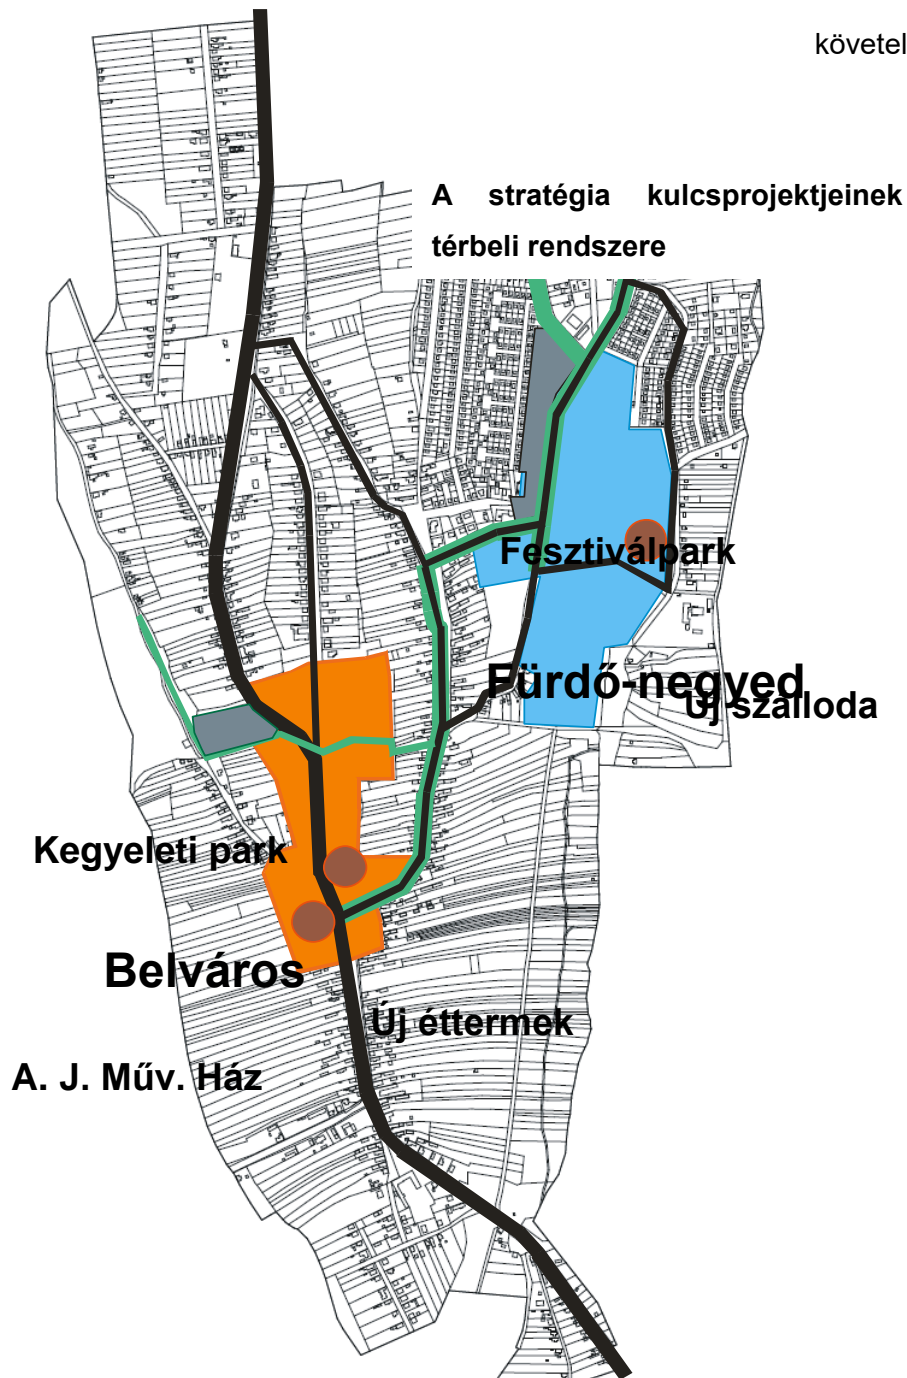 követel
A stratégia kulcsprojektjeinek
térbeli rendszere
Fesztiválpark
Fürdő-negyed
Új szálloda
Kegyeleti park
Belváros
Új éttermek
A. J. Műv. Ház